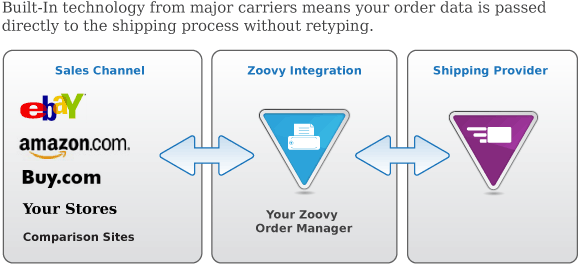 Built-In technology from major carriers means your order data is passed
directly to the shipping process without retyping.
Sales Channel
ebaY
amazon.com.
Buy.com
Your Stores
Comparison Sites
Zoovy Integration
Your Zoovy
Order Manager
Shipping Provider